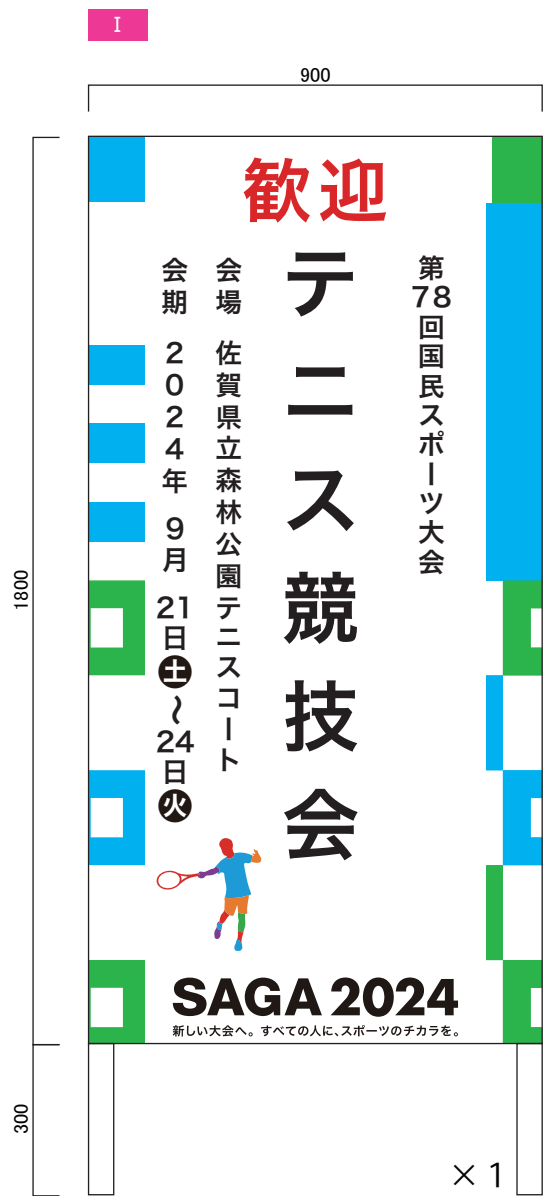 I
900
1800
300
歓迎
第78回国民スポーツ大会
テニス競技会
会場 佐賀県立森林公園テニスコート
会期 2024年 9月 21日土〜24日火
SAGA 2024
新しい大会へ。すべての人に、スポーツのチカラを。
×1